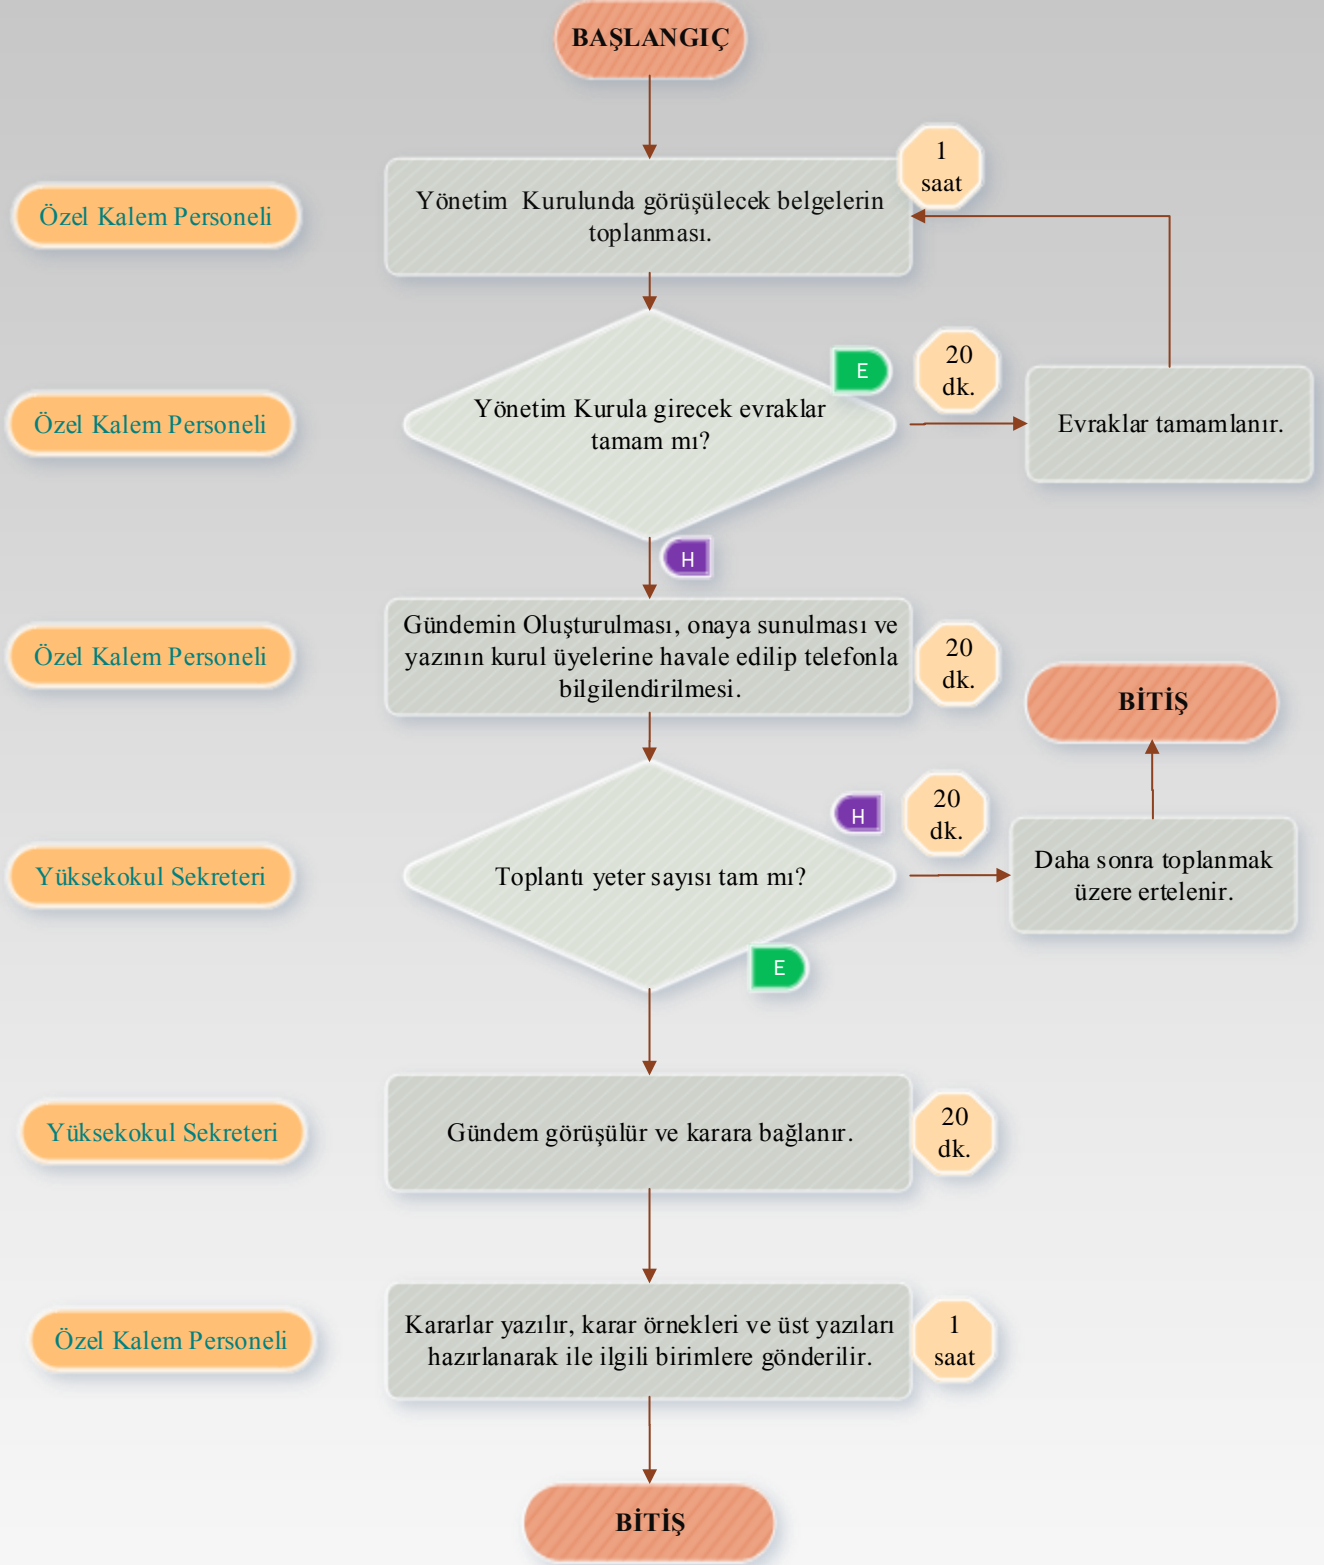 BAŞLANGIÇ
1
saat
Özel Kalem Personeli
Yönetim Kurulunda görüşülecek belgelerin
toplanması.
E
20
dk.
Özel Kalem Personeli
Yönetim Kurula girecek evraklar
tamam mı?
Evraklar tamamlanır.
H
Özel Kalem Personeli
Gündemin Oluşturulması, onaya sunulması ve
yazının kurul üyelerine havale edilip telefonla
bilgilendirilmesi.
20
dk.
BİTİŞ
H
20
dk.
Yüksekokul Sekreteri
Toplantı yeter sayısı tam mı?
Daha sonra toplanmak
üzere ertelenir.
E
Yüksekokul Sekreteri
Gündem görüşülür ve karara bağlanır.
20
dk.
Özel Kalem Personeli
Kararlar yazılır, karar örnekleri ve üst yazıları
hazırlanarak ile ilgili birimlere gönderilir.
1
saat
BİTİŞ